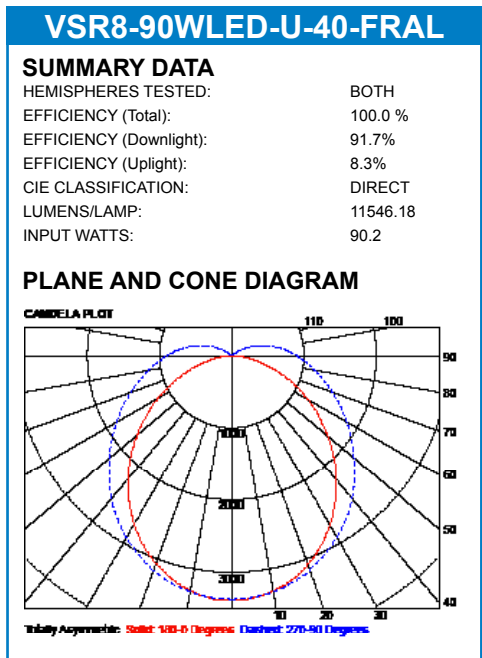 VSR8-90WLED-U-40-FRAL
SUMMARY DATA
HEMISPHERES TESTED: BOTH
EFFICIENCY (Total): 100.0 %
EFFICIENCY (Downlight): 91.7%
EFFICIENCY (Uplight): 8.3%
CIE CLASSIFICATION: DIRECT
LUMENS/LAMP: 11546.18
INPUT WATTS: 90.2
PLANE AND CONE DIAGRAM
CANDELA PLOT
110 100
90
80
70
1000
60
2000
50
3000
40
10 20 30
Totally Asymmetric Solid: 180-0 Degrees Dashed: 270-90 Degrees